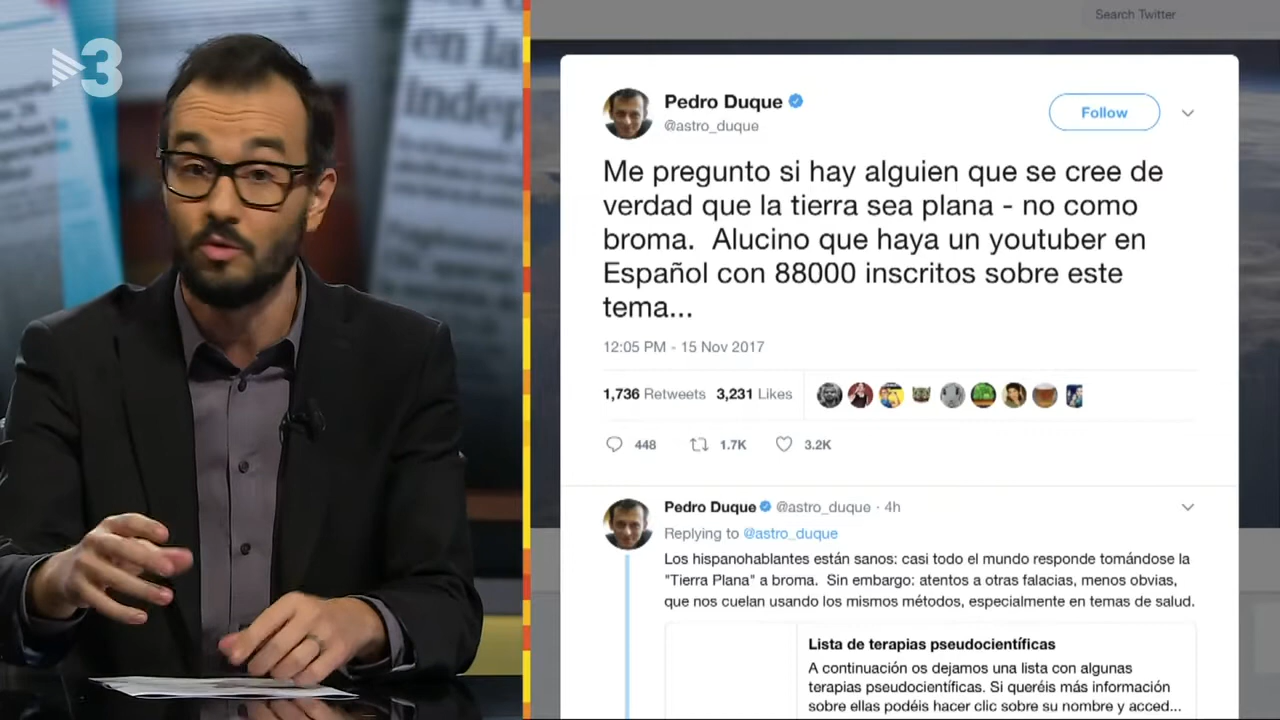 3
en la
indep
Search Twitter
Pedro Duque
@astro_duque
Follow
Me pregunto si hay alguien que se cree de
verdad que la tierra sea plana - no como
broma.  Alucino que haya un youtuber en
Español con 88000 inscritos sobre este
tema...
12:05 PM - 15 Nov 2017
1,736 Retweets 3,231 Likes
448 1.7K 3.2K
Pedro Duque @astro_duque · 4h
Replying to @astro_duque
Los hispanohablantes están sanos: casi todo el mundo responde tomándose la
"Tierra Plana" a broma.  Sin embargo: atentos a otras falacias, menos obvias,
que nos cuelan usando los mismos métodos, especialmente en temas de salud.
Lista de terapias pseudocientíficas
A continuación os dejamos una lista con algunas
terapias pseudocientíficas. Si queréis más información
sobre ellas podéis hacer clic sobre su nombre y acced...